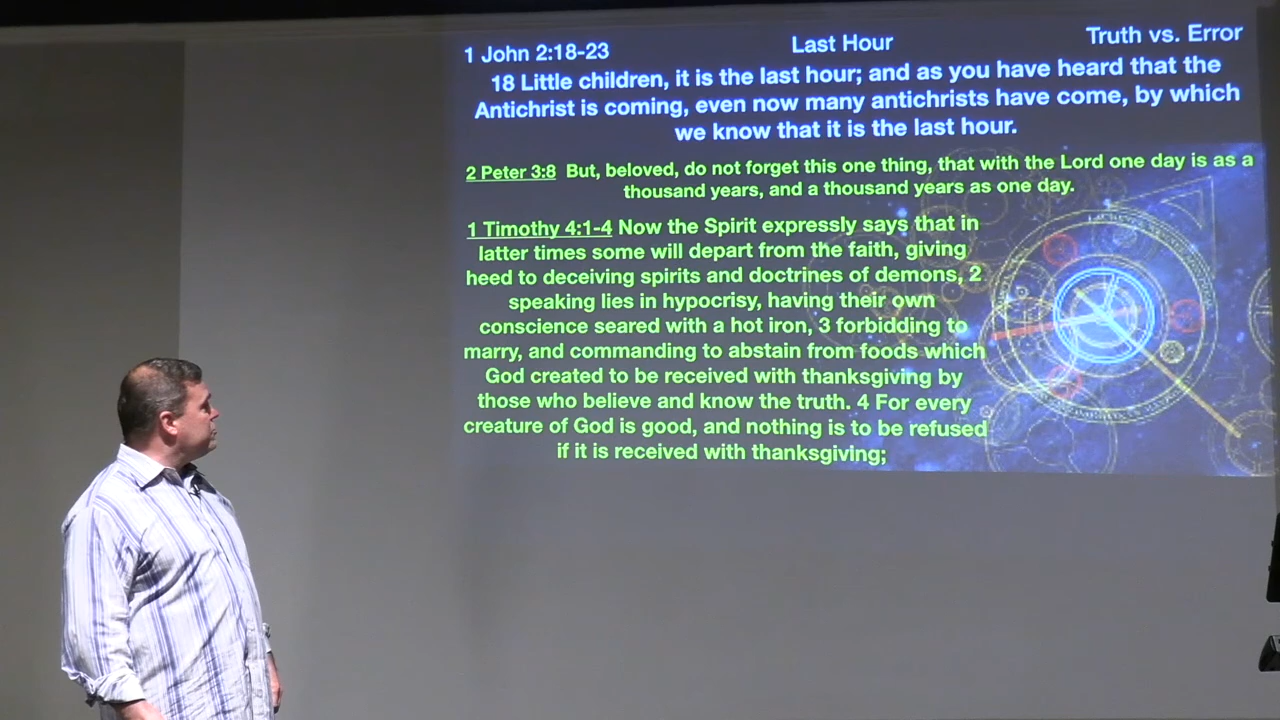 1 John 2:18-23 Last Hour Truth vs. Error
18 Little children, it is the last hour; and as you have heard that the
Antichrist is coming, even now many antichrists have come, by which
we know that it is the last hour.
2 Peter 3:8 But, beloved, do not forget this one thing, that with the Lord one day is as a
thousand years, and a thousand years as one day.
1 Timothy 4:1-4 Now the Spirit expressly says that in
latter times some will depart from the faith, giving
heed to deceiving spirits and doctrines of demons, 2
speaking lies in hypocrisy, having their own
conscience seared with a hot iron, 3 forbidding to
marry, and commanding to abstain from foods which
God created to be received with thanksgiving by
those who believe and know the truth. 4 For every
creature of God is good, and nothing is to be refused
if it is received with thanksgiving;